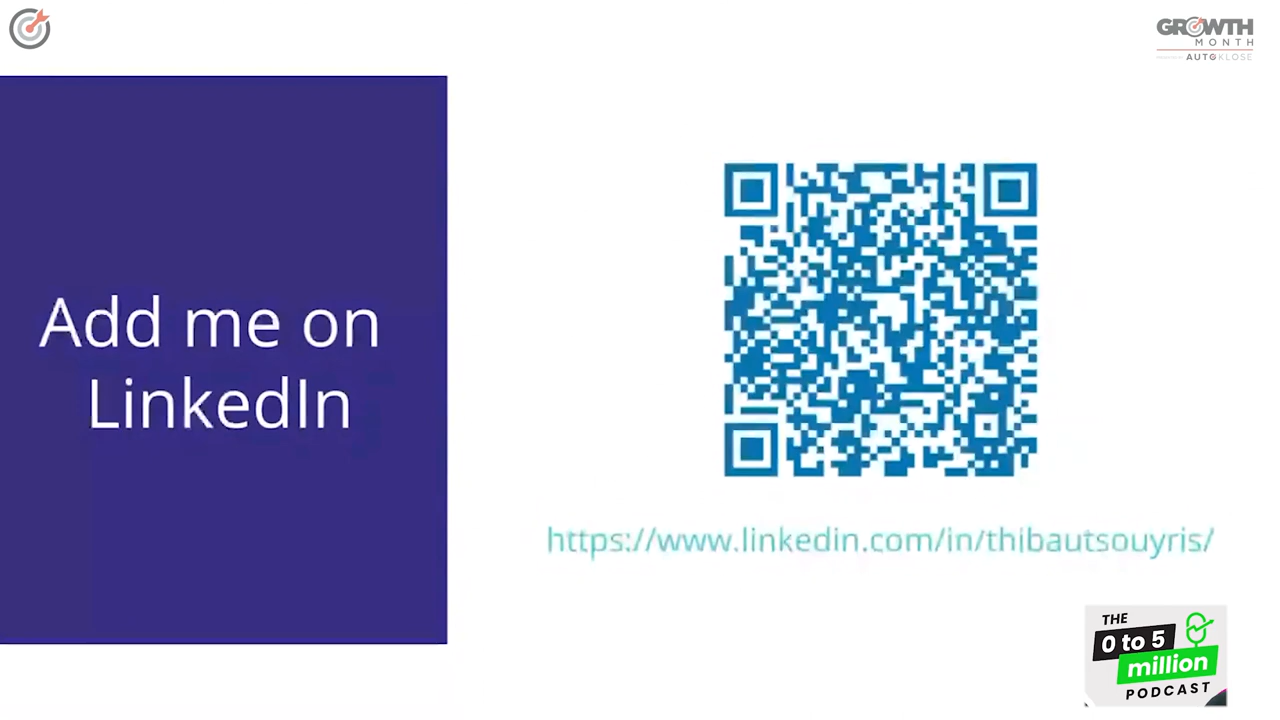 GROWTH
MONTH
AUTOKLOSE
Add me on
LinkedIn
https://www.linkedin.com/in/thibautsouyris/
THE
0 to 5
million
PODCAST